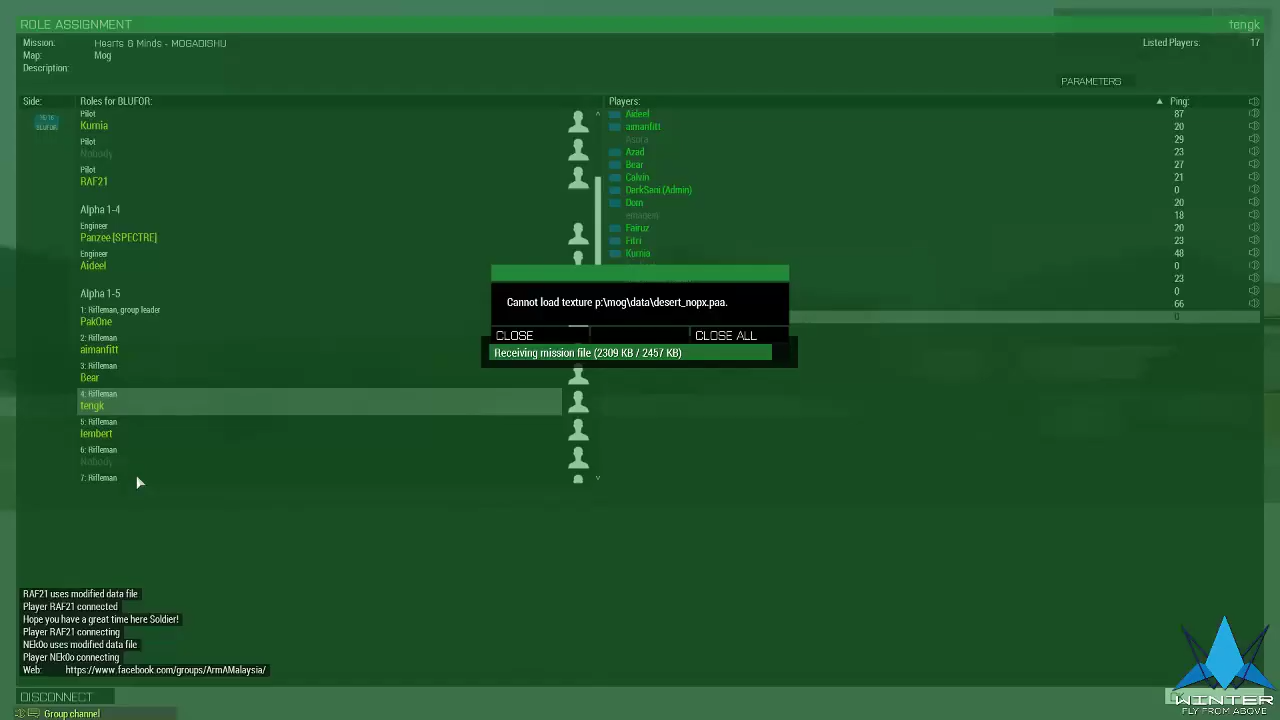 ROLE ASSIGNMENT
tengk
Mission: Hearts & Minds - MOGADISHU
Listed Players: 17
Map: Mog
Description:
PARAMETERS
Side:
Roles for BLUFOR:
Players:
Ping:
BLUFOR
Pilot
Kurnia
Pilot
Nobody
Pilot
RAF21
Alpha 1-4
Engineer
Panzee [SPECTRE]
Engineer
Aideel
Alpha 1-5
1: Rifleman, group leader
PakOne
2: Rifleman
aimanfitt
3: Rifleman
Bear
4: Rifleman
tengk
5: Rifleman
lembert
6: Rifleman
Nobody
7: Rifleman
Aideel 87
aimanfitt 20
Asora 29
Azad 23
Bear 27
Calvin 21
DarkSani (Admin) 0
Dom 20
18
Fairuz 20
Fitri 23
Kurnia 48
0
23
0
66
0
Cannot load texture p:\mog\data\desert_nopx.paa.
CLOSE
CLOSE ALL
Receiving mission file (2309 KB / 2457 KB)
RAF21 uses modified data file
Player RAF21 connected
Hope you have a great time here Soldier!
Player RAF21 connecting
NEk0o uses modified data file
Player NEk0o connecting
Web: https://www.facebook.com/groups/ArmAMalaysia/
DISCONNECT
Group channel
WINTER
FLY FROM ABOVE